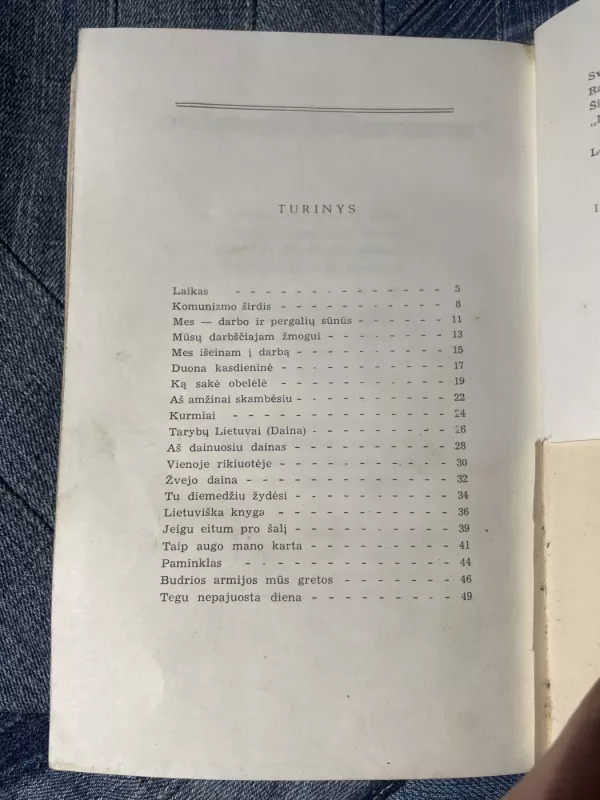 TURINYS
Laikas - - - - - - - - - - - 5
Komunizmo širdis - - - - - - - - - 8
Mes — darbo ir pergalių sūnūs - - - - - - 11
Mūsų darbščiajam žmogui - - - - - - - 13
Mes išeinam į darbą - - - - - - - - 15
Duona kasdieninė - - - - - - - - - 17
Ką sakė obelėlė - - - - - - - - - 19
Aš amžinai skambėsiu - - - - - - - - 22
Kurmiai - - - - - - - - - - - 24
Tarybų Lietuvai (Daina) - - - - - - - - 26
Aš dainuosiu dainas - - - - - - - - 28
Vienoje rikiuotėje - - - - - - - - - 30
Žvejo daina - - - - - - - - - - 32
Tu diemedžiu žydėsi - - - - - - - - 34
Lietuviška knyga - - - - - - - - - 36
Jeigu eitum pro šalį - - - - - - - - 39
Taip augo mano karta - - - - - - - - 41
Paminklas - - - - - - - - - - - 44
Budrios armijos mūs gretos - - - - - - - 46
Tegu nepajuosta diena - - - - - - - - 49